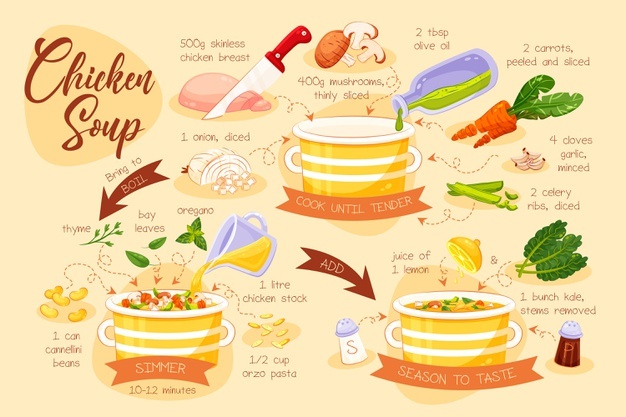 Chicken
Soup
500g skinless
chicken breast
400g mushrooms,
thinly sliced
2 tbsp
olive oil
2 carrots,
peeled and sliced
1 onion, diced
4 cloves
garlic,
minced
2 celery
ribs, diced
COOK UNTIL TENDER
Bring to
BOIL
thyme
bay
leaves
oregano
1 litre
chicken stock
1 can
cannellini
beans
1/2 cup
orzo pasta
SIMMER
10-12 minutes
ADD
juice of
1 lemon
&
1 bunch kale,
stems removed
S
P
SEASON TO TASTE